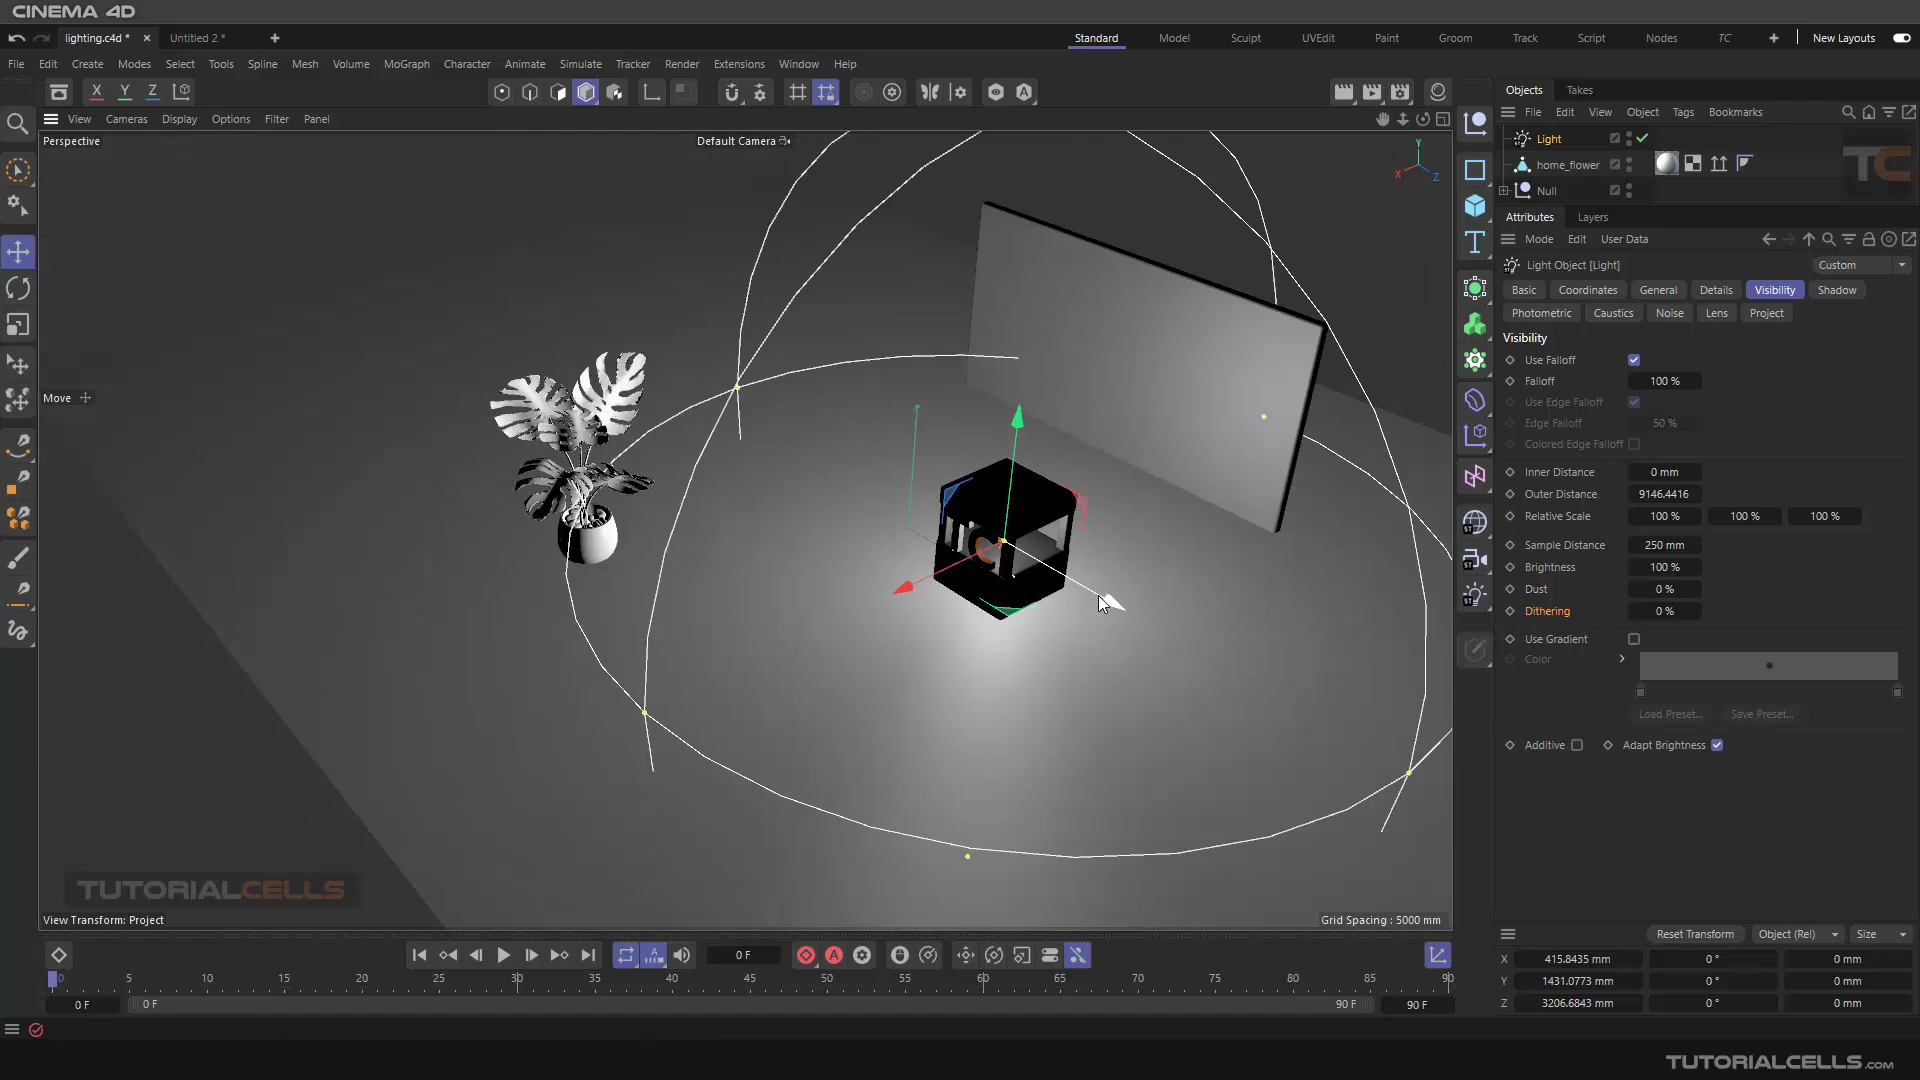 CINEMA 4D
lighting.c4d *
Untitled 2 *
Standard
Model
Sculpt
UVEdit
Paint
Groom
Track
Script
Nodes
TC
New Layouts
File Edit Create Modes Select Tools Spline Mesh Volume MoGraph Character Animate Simulate Tracker Render Extensions Window Help
X Y Z
View Cameras Display Options Filter Panel
Perspective
Default Camera
Y
X
Z
Move
TUTORIALCELLS
View Transform: Project
Grid Spacing : 5000 mm
Objects Takes
File Edit View Object Tags Bookmarks
Light
home_flower
Null
TC
Attributes Layers
Mode Edit User Data
Light Object [Light]
Custom
Basic Coordinates General Details Visibility Shadow
Photometric Caustics Noise Lens Project
Visibility
Use Falloff
Falloff 100 %
Use Edge Falloff
Edge Falloff 50 %
Colored Edge Falloff
Inner Distance 0 mm
Outer Distance 9146.4416
Relative Scale 100 % 100 % 100 %
Sample Distance 250 mm
Brightness 100 %
Dust 0 %
Dithering 0 %
Use Gradient
Color
Load Preset... Save Preset...
Additive Adapt Brightness
Reset Transform Object (Rel) Size
X 415.8435 mm 0 ° 0 mm
Y 1431.0773 mm 0 ° 0 mm
Z 3206.6843 mm 0 ° 0 mm
0 F
0 5 10 15 20 25 30 35 40 45 50 55 60 65 70 75 80 85 90
0 F 0 F 90 F 90 F
TUTORIALCELLS.COM